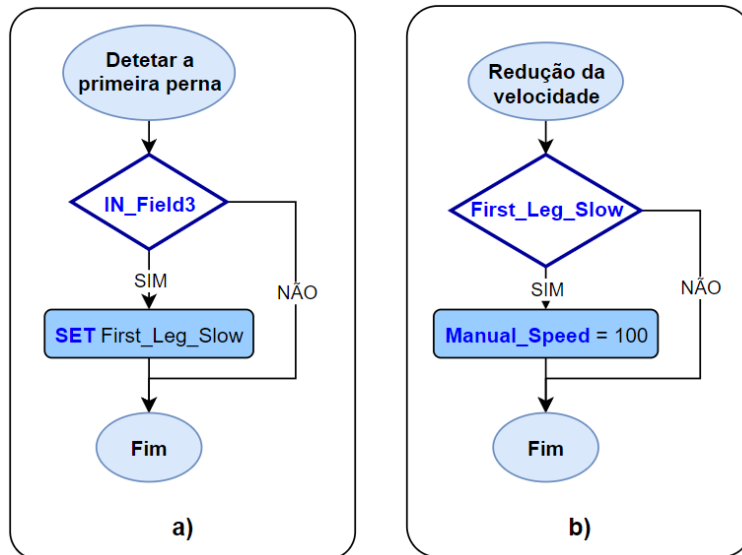 Detetar a
primeira perna
IN_Field3
SIM
NÃO
SET First_Leg_Slow
Fim
a)
Redução da
velocidade
First_Leg_Slow
SIM
NÃO
Manual_Speed = 100
Fim
b)